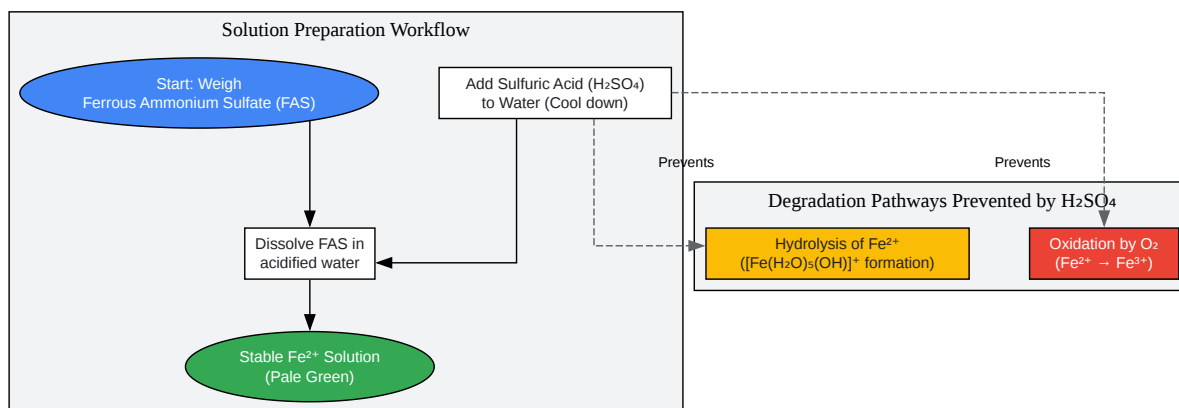 Solution Preparation Workflow
Start: Weigh
Ferrous Ammonium Sulfate (FAS)
Add Sulfuric Acid (H₂SO₄)
to Water (Cool down)
Prevents
Prevents
Degradation Pathways Prevented by H₂SO₄
Dissolve FAS in
acidified water
Hydrolysis of Fe²⁺
([Fe(H₂O)₅(OH)]⁺ formation)
Oxidation by O₂
(Fe²⁺ → Fe³⁺)
Stable Fe²⁺ Solution
(Pale Green)